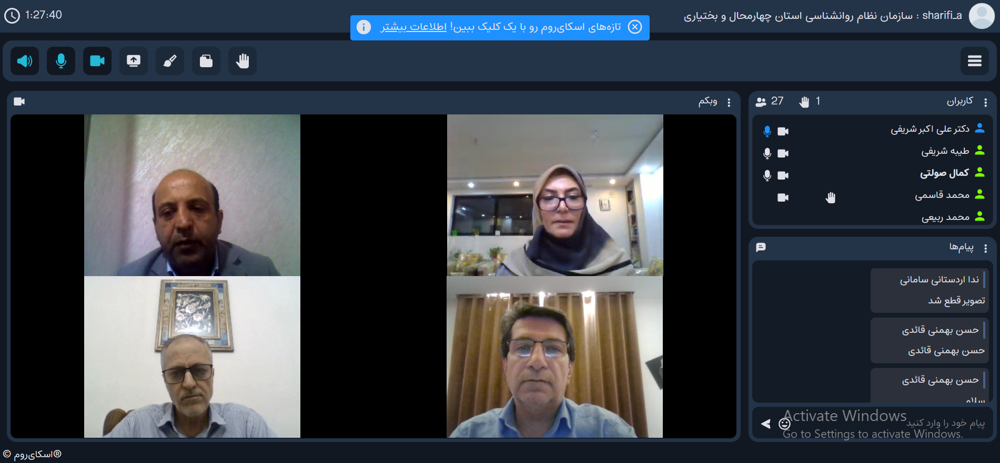 1:27:40
sharifi_a : سازمان نظام روانشناسی استان چهارمحال و بختیاری
تازه‌های اسکای‌روم رو با یک کلیک ببین! اطلاعات بیشتر
وبکم
کاربران
1
27
دکتر علی اکبر شریفی
طیبه شریفی
کمال صولتی
محمد قاسمی
محمد ربیعی
پیام‌ها
ندا اردستانی سامانی
تصویر قطع شد
حسن بهمنی قائدی
حسن بهمنی قائدی
حسن بهمنی قائدی
سلام
پیام خود را وارد کنید
Activate Windows
Go to Settings to activate Windows.
®اسکای‌روم ©